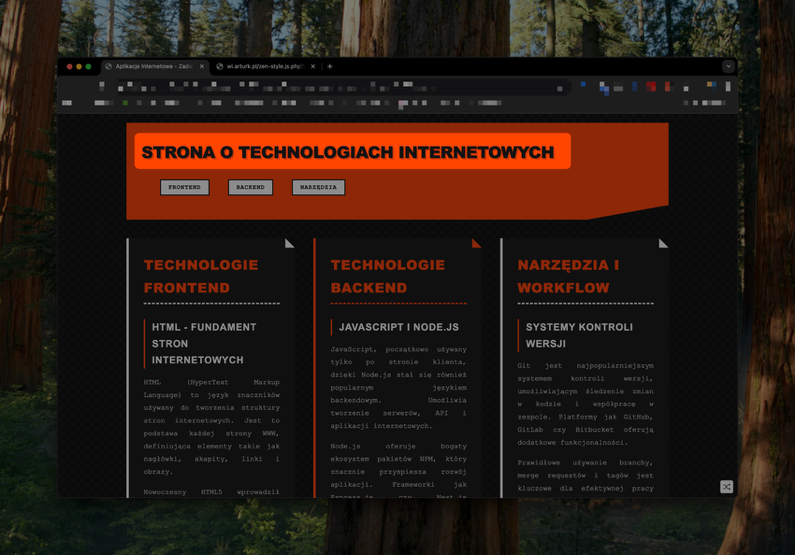 Aplikacje Internetowe - Zada
wi.arturk.pl/zen-style.js.php?
STRONA O TECHNOLOGIACH INTERNETOWYCH
FRONTEND
BACKEND
NARZĘDZIA
TECHNOLOGIE
FRONTEND
HTML - FUNDAMENT
STRON
INTERNETOWYCH
HTML (HyperText Markup
Language) to język znaczników
używany do tworzenia struktury
stron internetowych. Jest to
podstawa każdej strony WWW,
definiująca elementy takie jak
nagłówki, akapity, linki i
obrazy.
Nowoczesny HTML5 wprowadził
TECHNOLOGIE
BACKEND
JAVASCRIPT I NODE.JS
JavaScript, początkowo używany
tylko po stronie klienta,
dzięki Node.js stał się również
popularnym językiem
backendowym. Umożliwia
tworzenie serwerów, API i
aplikacji internetowych.
Node.js oferuje bogaty
ekosystem pakietów NPM, który
znacznie przyspiesza rozwój
aplikacji. Frameworki jak
Express.js czy Nest.js
NARZĘDZIA I
WORKFLOW
SYSTEMY KONTROLI
WERSJI
Git jest najpopularniejszym
systemem kontroli wersji,
umożliwiającym śledzenie zmian
w kodzie i współpracę w
zespole. Platformy jak GitHub,
GitLab czy Bitbucket oferują
dodatkowe funkcjonalności.
Prawidłowe używanie branchy,
merge requestów i tagów jest
kluczowe dla efektywnej pracy